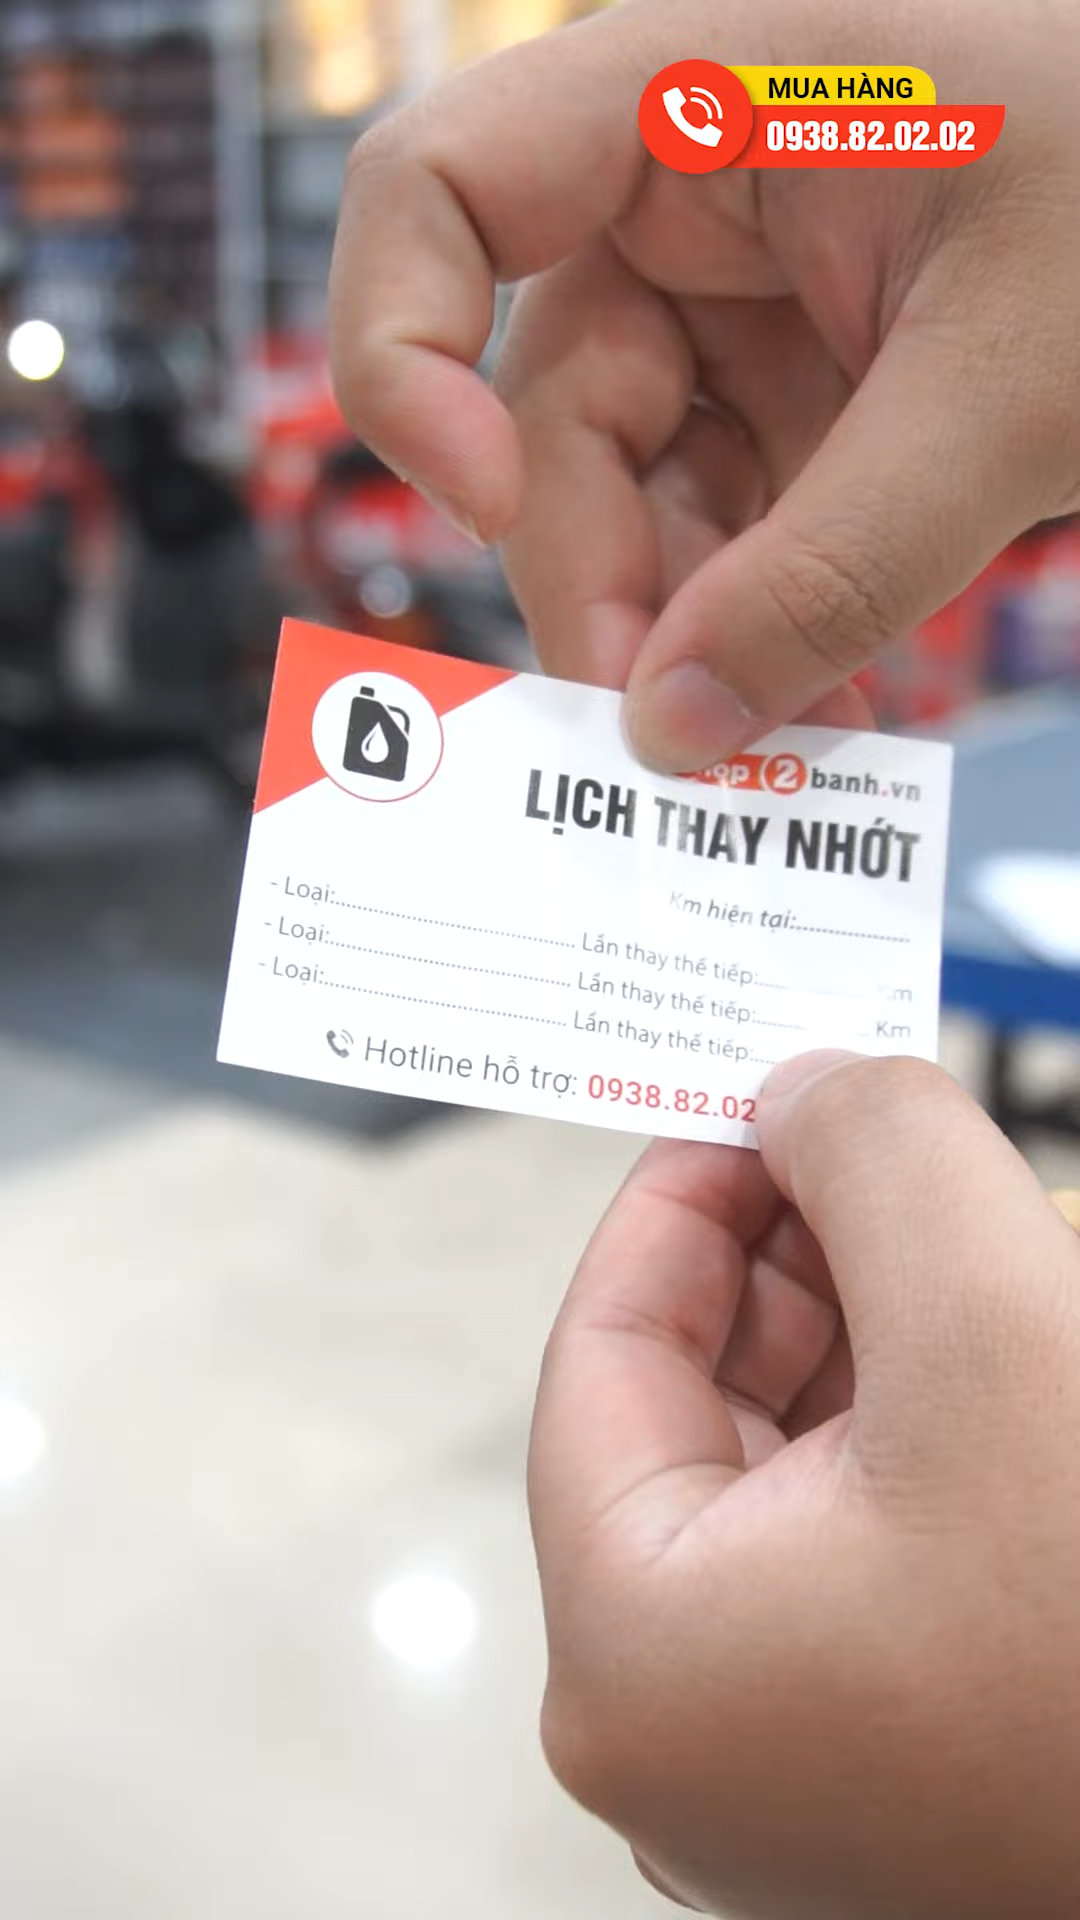 MUA HÀNG
0938.82.02.02
2banh.vn
LỊCH THAY NHỚT
Km hiện tại:
- Loại: Lần thay thế tiếp:
- Loại: Lần thay thế tiếp: Km
- Loại: Lần thay thế tiếp:
Hotline hỗ trợ: 0938.82.02